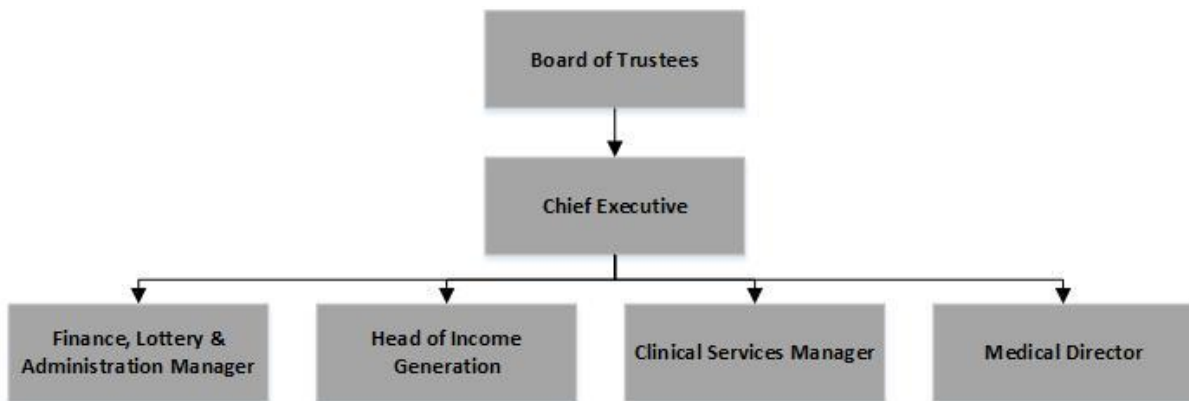 Board of Trustees
Chief Executive
Finance, Lottery &
Administration Manager
Head of Income
Generation
Clinical Services Manager
Medical Director